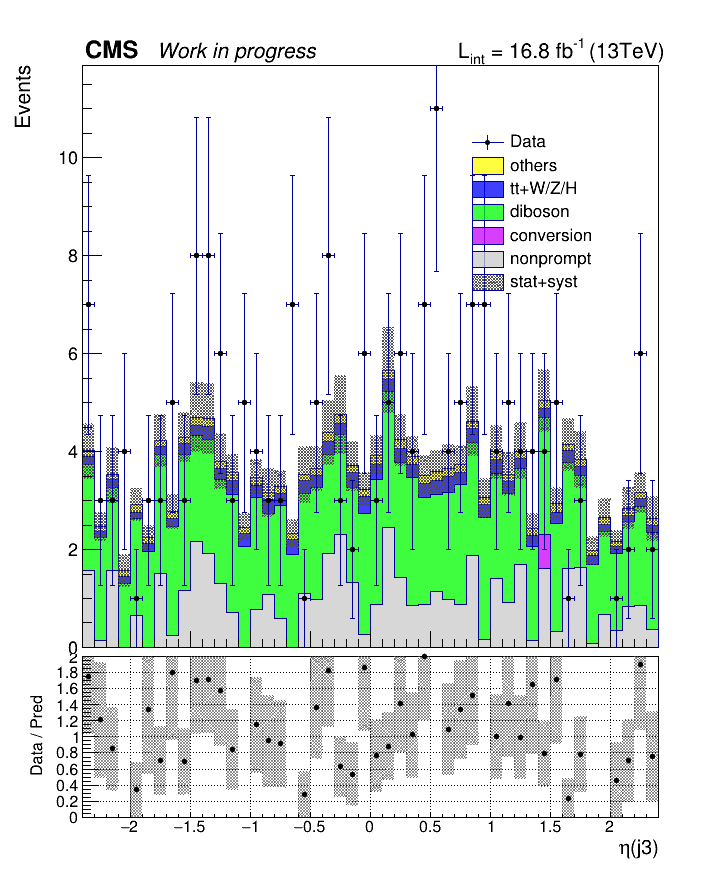 CMS Work in progress L_int = 16.8 fb^-1 (13TeV)
Events
10
8
6
4
2
0
Data
others
tt+W/Z/H
diboson
conversion
nonprompt
stat+syst
Data / Pred
2
1.8
1.6
1.4
1.2
1
0.8
0.6
0.4
0.2
0
−2 −1.5 −1 −0.5 0 0.5 1 1.5 2
η(j3)